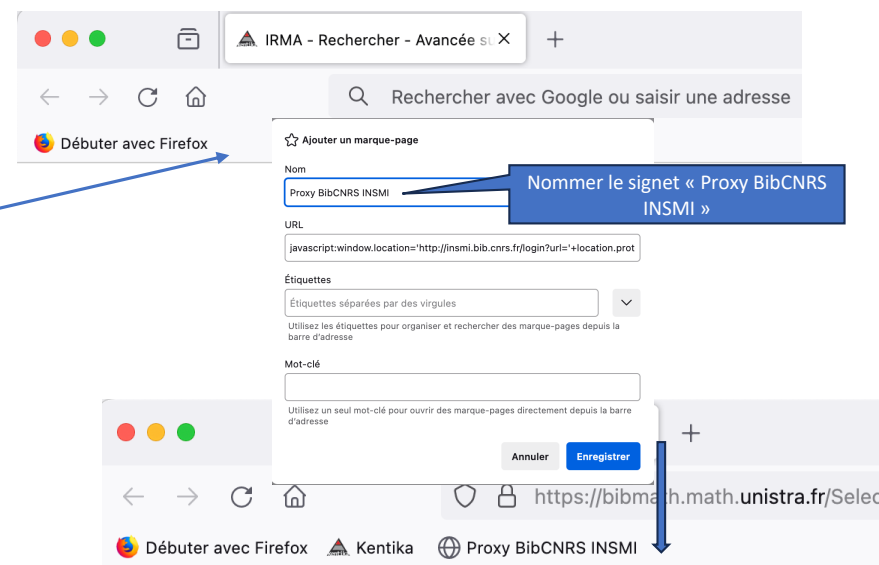 IRMA - Rechercher - Avancée su
Rechercher avec Google ou saisir une adresse
Débuter avec Firefox
Ajouter un marque-page
Nom
Proxy BibCNRS INSMI
Nommer le signet « Proxy BibCNRS
INSMI »
URL
javascript:window.location='http://insmi.bib.cnrs.fr/login?url='+location.prot
Étiquettes
Étiquettes séparées par des virgules
Utilisez les étiquettes pour organiser et rechercher des marque-pages depuis la
barre d'adresse
Mot-clé
Utilisez un seul mot-clé pour ouvrir des marque-pages directement depuis la barre
d'adresse
Annuler Enregistrer
https://bibmath.math.unistra.fr/Selec
Débuter avec Firefox Kentika Proxy BibCNRS INSMI